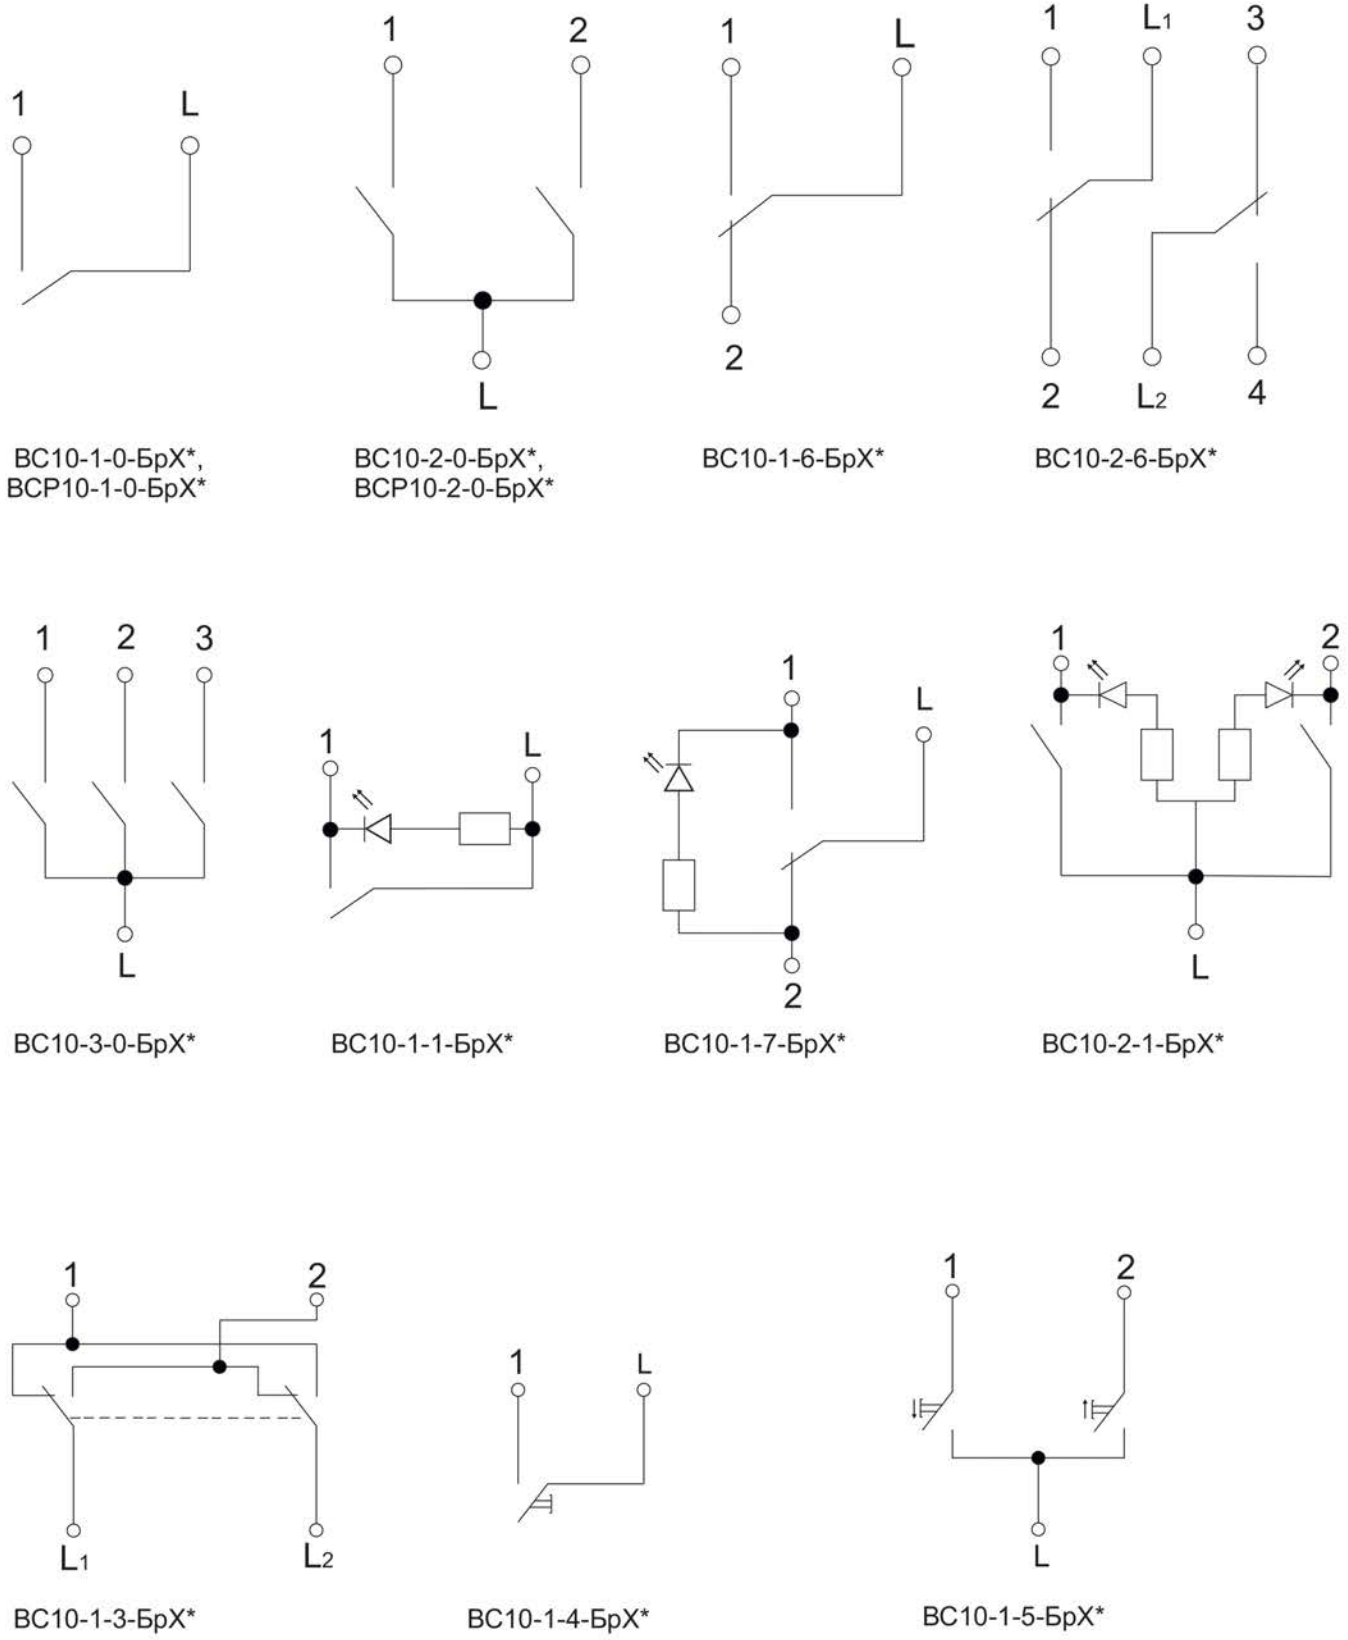 1 L
1 2
L
1 L
2
1 L1 3
2 L2 4
ВС10-1-0-БрХ*,
ВСР10-1-0-БрХ*
ВС10-2-0-БрХ*,
ВСР10-2-0-БрХ*
ВС10-1-6-БрХ*
ВС10-2-6-БрХ*
1 2 3
L
1 L
1 L
2
1 2
L
ВС10-3-0-БрХ*
ВС10-1-1-БрХ*
ВС10-1-7-БрХ*
ВС10-2-1-БрХ*
1 2
L1 L2
1 L
1 2
L
ВС10-1-3-БрХ*
ВС10-1-4-БрХ*
ВС10-1-5-БрХ*